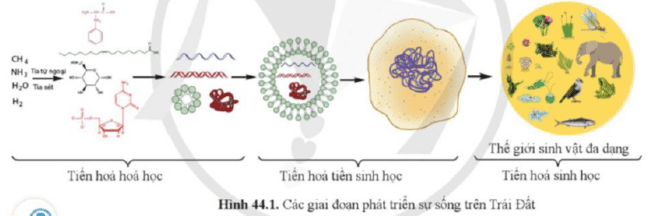 CH4
NH3 Tia tử ngoại
H2O Tia sét
H2
Thế giới sinh vật đa dạng
Tiến hoá hoá học
Tiến hoá tiền sinh học
Tiến hoá sinh học
Hình 44.1. Các giai đoạn phát triển sự sống trên Trái Đất